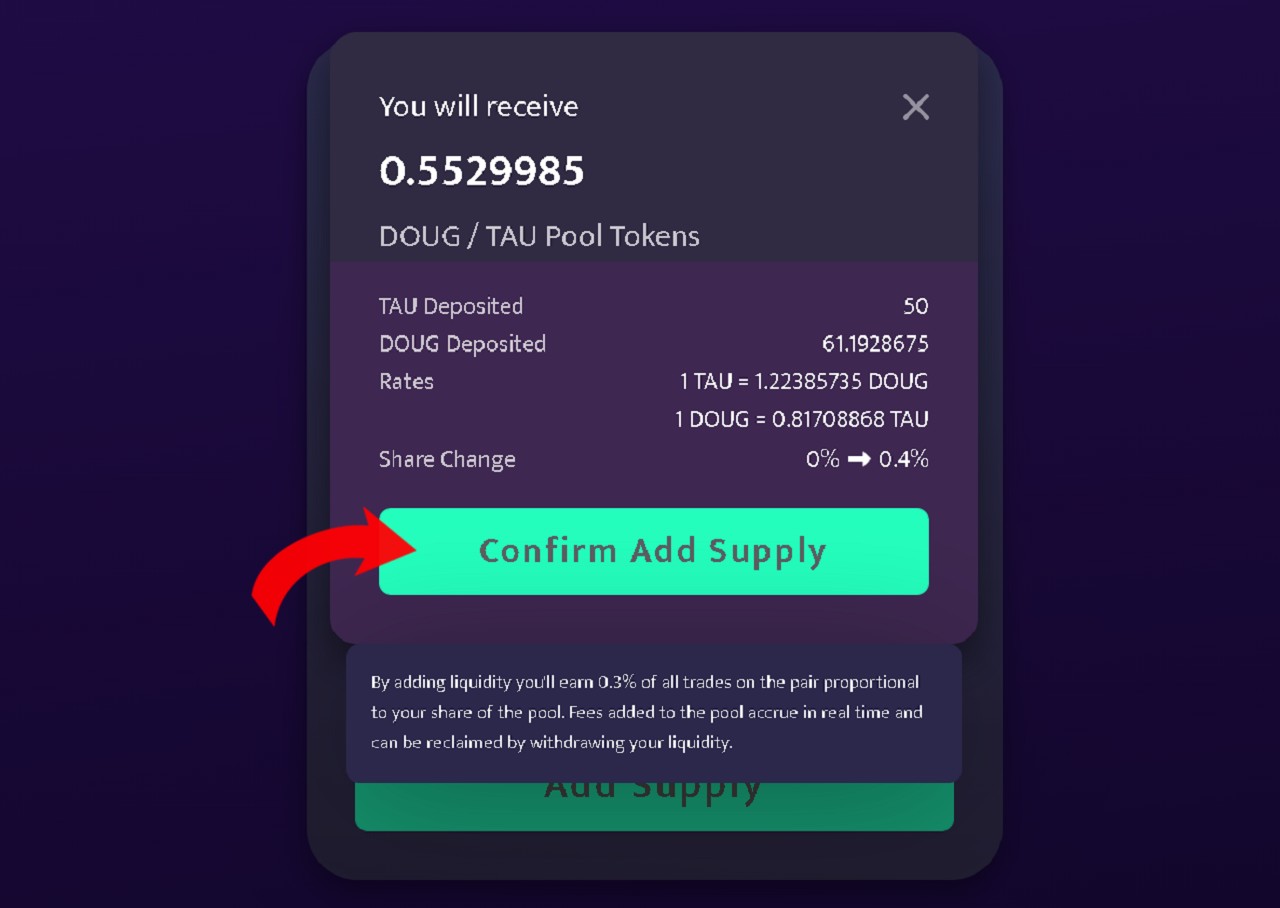 You will receive
0.5529985
DOUG / TAU Pool Tokens
TAU Deposited 50
DOUG Deposited 61.1928675
Rates 1 TAU = 1.22385735 DOUG
1 DOUG = 0.81708868 TAU
Share Change 0% ➡ 0.4%
Confirm Add Supply
By adding liquidity you'll earn 0.3% of all trades on the pair proportional
to your share of the pool. Fees added to the pool accrue in real time and
can be reclaimed by withdrawing your liquidity.
Add Supply